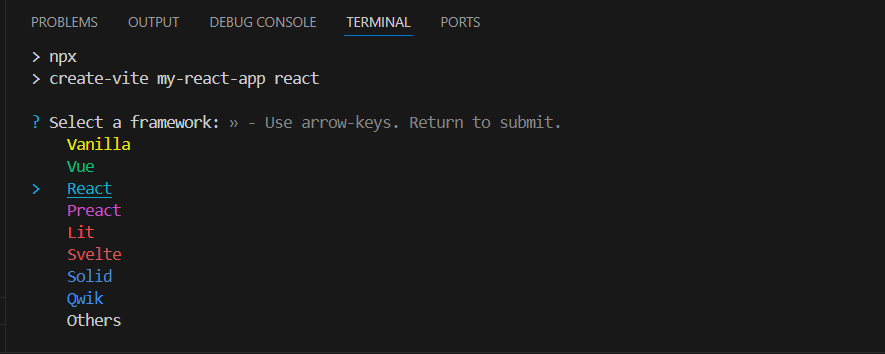 PROBLEMS OUTPUT DEBUG CONSOLE TERMINAL PORTS
> npx
> create-vite my-react-app react
? Select a framework: » - Use arrow-keys. Return to submit.
Vanilla
Vue
> React
Preact
Lit
Svelte
Solid
Qwik
Others